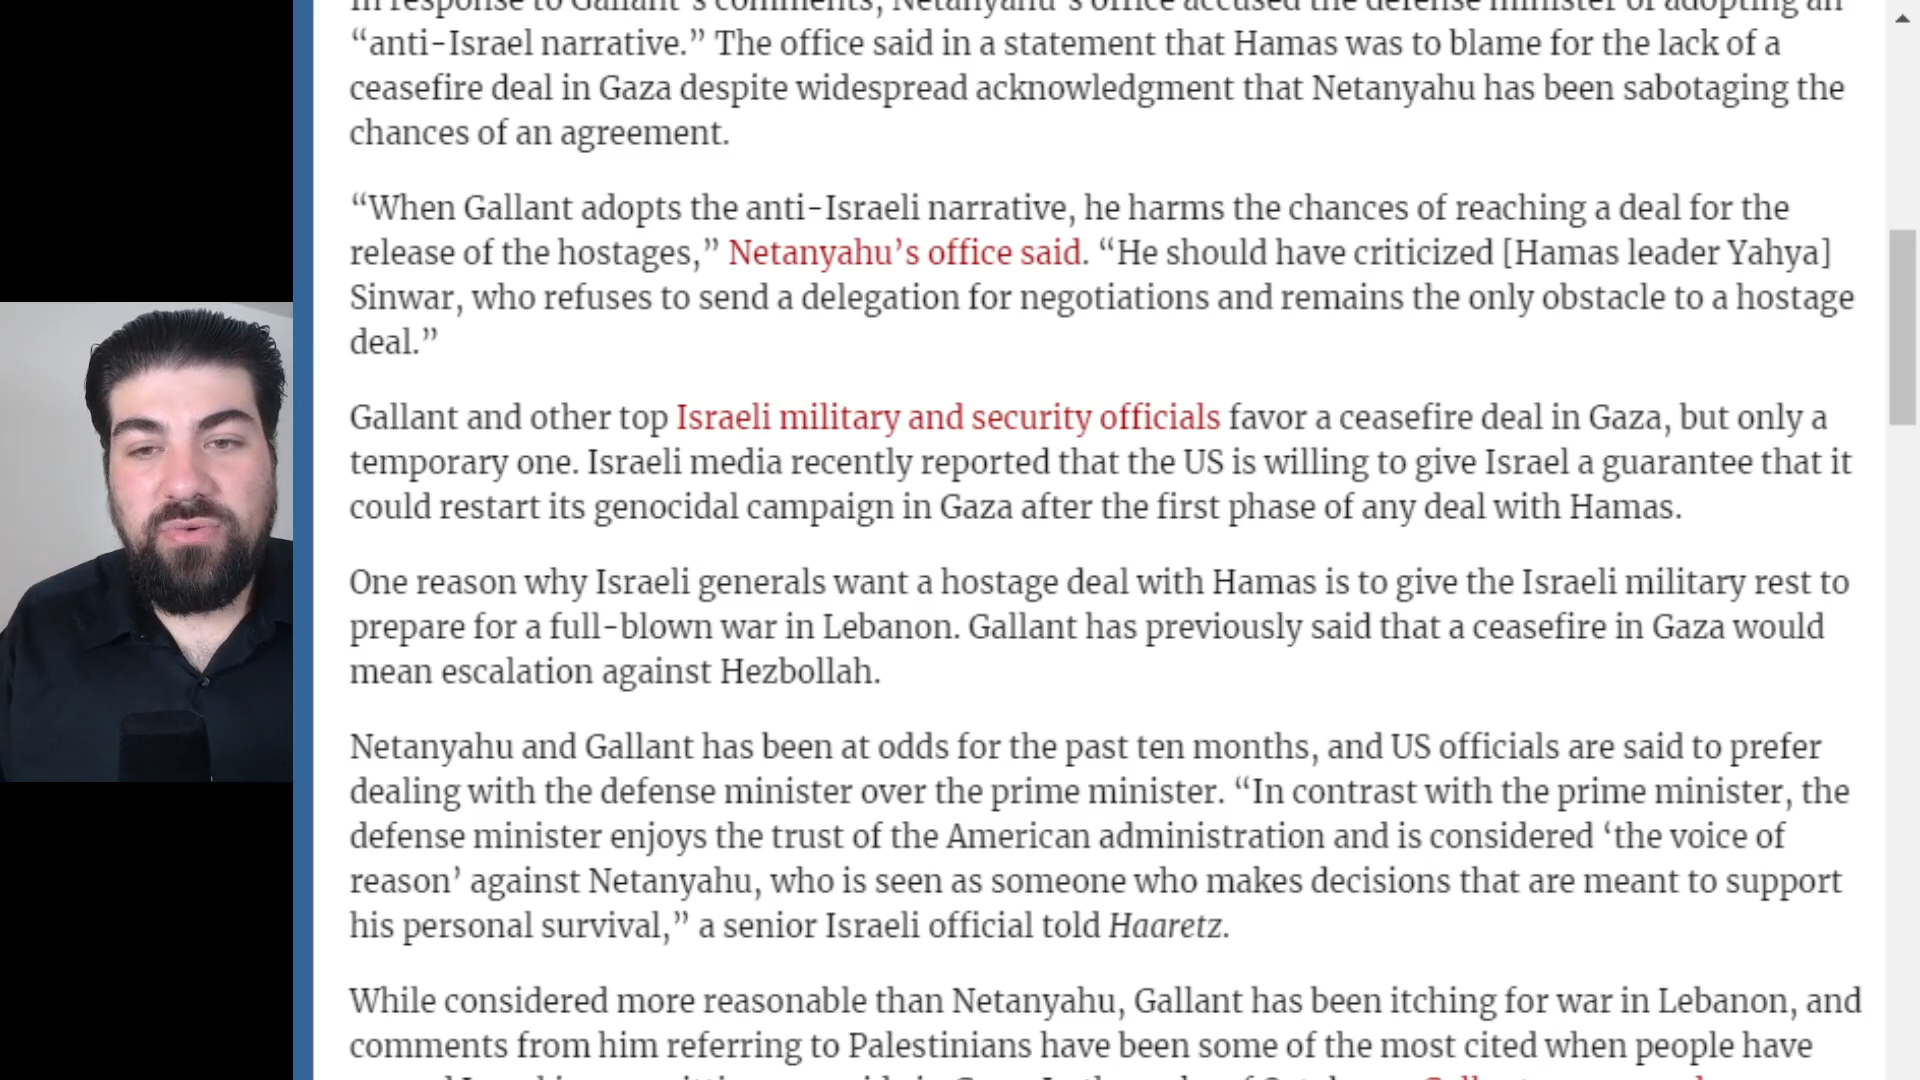 In response to Gallant's comments, Netanyahu's office accused the defense minister of adopting an
“anti-Israel narrative.” The office said in a statement that Hamas was to blame for the lack of a
ceasefire deal in Gaza despite widespread acknowledgment that Netanyahu has been sabotaging the
chances of an agreement.
“When Gallant adopts the anti-Israeli narrative, he harms the chances of reaching a deal for the
release of the hostages,” Netanyahu’s office said. “He should have criticized [Hamas leader Yahya]
Sinwar, who refuses to send a delegation for negotiations and remains the only obstacle to a hostage
deal.”
Gallant and other top Israeli military and security officials favor a ceasefire deal in Gaza, but only a
temporary one. Israeli media recently reported that the US is willing to give Israel a guarantee that it
could restart its genocidal campaign in Gaza after the first phase of any deal with Hamas.
One reason why Israeli generals want a hostage deal with Hamas is to give the Israeli military rest to
prepare for a full-blown war in Lebanon. Gallant has previously said that a ceasefire in Gaza would
mean escalation against Hezbollah.
Netanyahu and Gallant has been at odds for the past ten months, and US officials are said to prefer
dealing with the defense minister over the prime minister. “In contrast with the prime minister, the
defense minister enjoys the trust of the American administration and is considered ‘the voice of
reason’ against Netanyahu, who is seen as someone who makes decisions that are meant to support
his personal survival,” a senior Israeli official told Haaretz.
While considered more reasonable than Netanyahu, Gallant has been itching for war in Lebanon, and
comments from him referring to Palestinians have been some of the most cited when people have